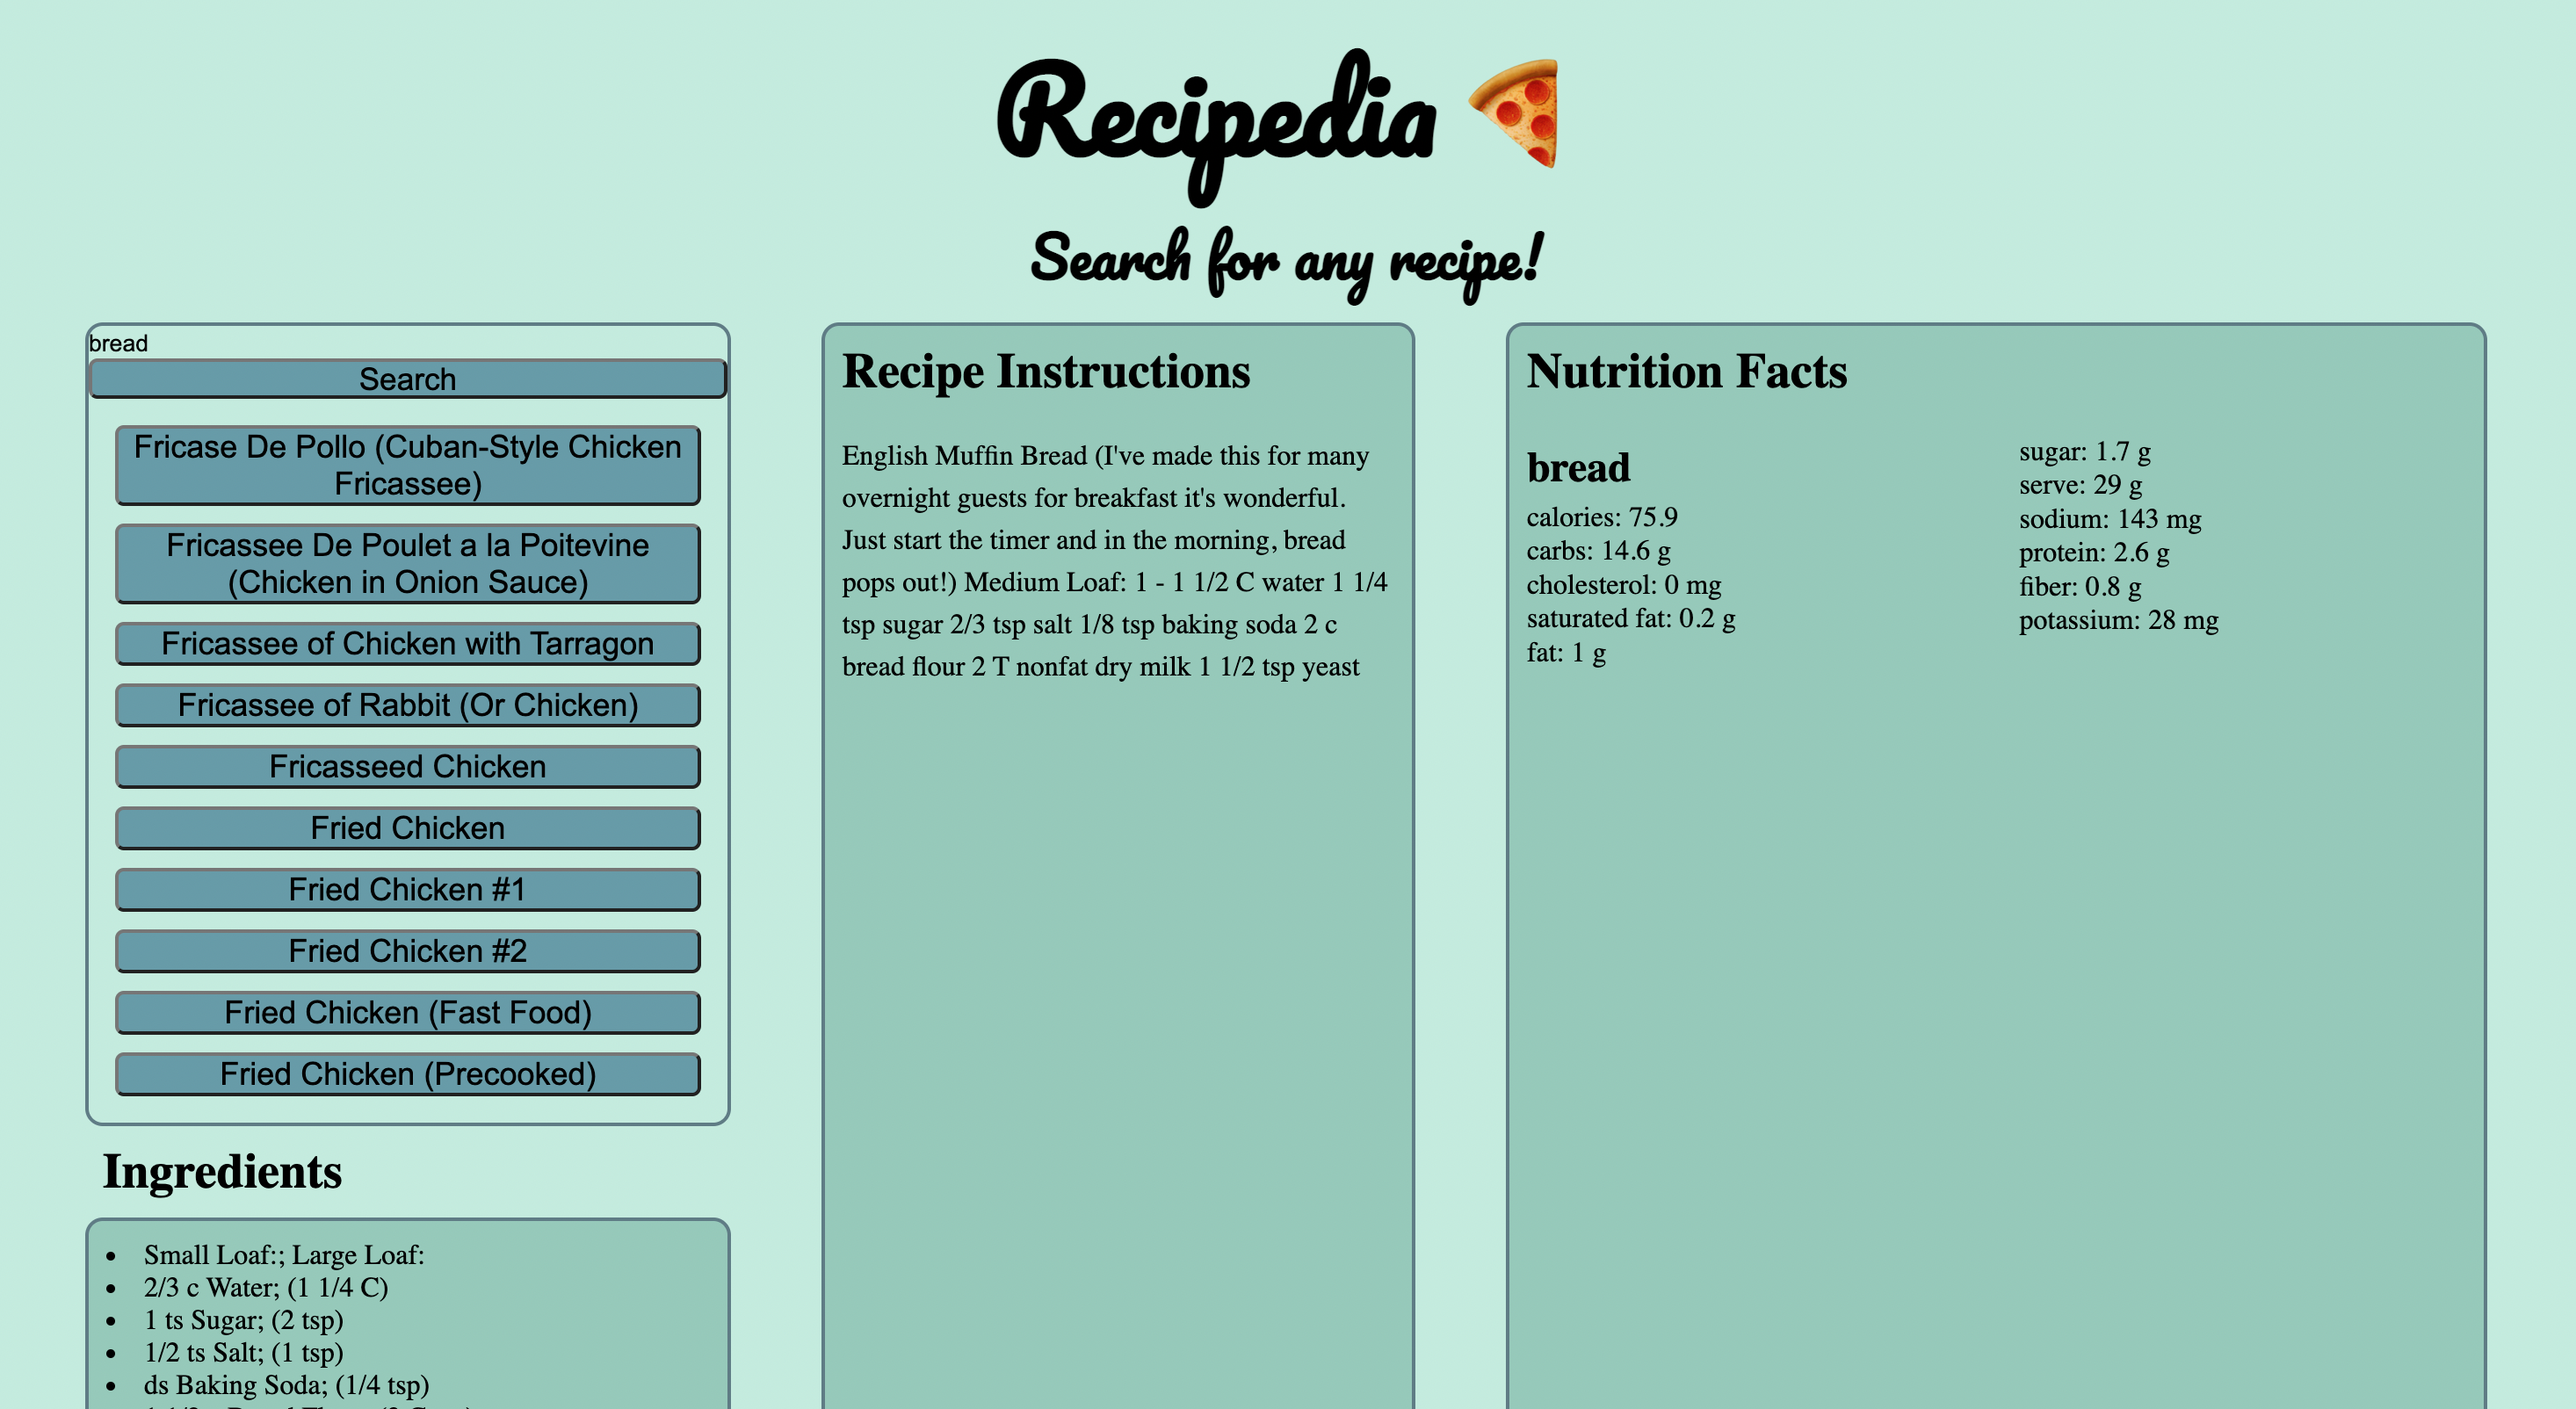 Recipedia
Search for any recipe!
bread
Search
Fricase De Pollo (Cuban-Style Chicken
Fricassee)
Fricassee De Poulet a la Poitevine
(Chicken in Onion Sauce)
Fricassee of Chicken with Tarragon
Fricassee of Rabbit (Or Chicken)
Fricasseed Chicken
Fried Chicken
Fried Chicken #1
Fried Chicken #2
Fried Chicken (Fast Food)
Fried Chicken (Precooked)
Ingredients
• Small Loaf:; Large Loaf:
• 2/3 c Water; (1 1/4 C)
• 1 ts Sugar; (2 tsp)
• 1/2 ts Salt; (1 tsp)
• ds Baking Soda; (1/4 tsp)
Recipe Instructions
English Muffin Bread (I've made this for many
overnight guests for breakfast it's wonderful.
Just start the timer and in the morning, bread
pops out!) Medium Loaf: 1 - 1 1/2 C water 1 1/4
tsp sugar 2/3 tsp salt 1/8 tsp baking soda 2 c
bread flour 2 T nonfat dry milk 1 1/2 tsp yeast
Nutrition Facts
bread
calories: 75.9
carbs: 14.6 g
cholesterol: 0 mg
saturated fat: 0.2 g
fat: 1 g
sugar: 1.7 g
serve: 29 g
sodium: 143 mg
protein: 2.6 g
fiber: 0.8 g
potassium: 28 mg